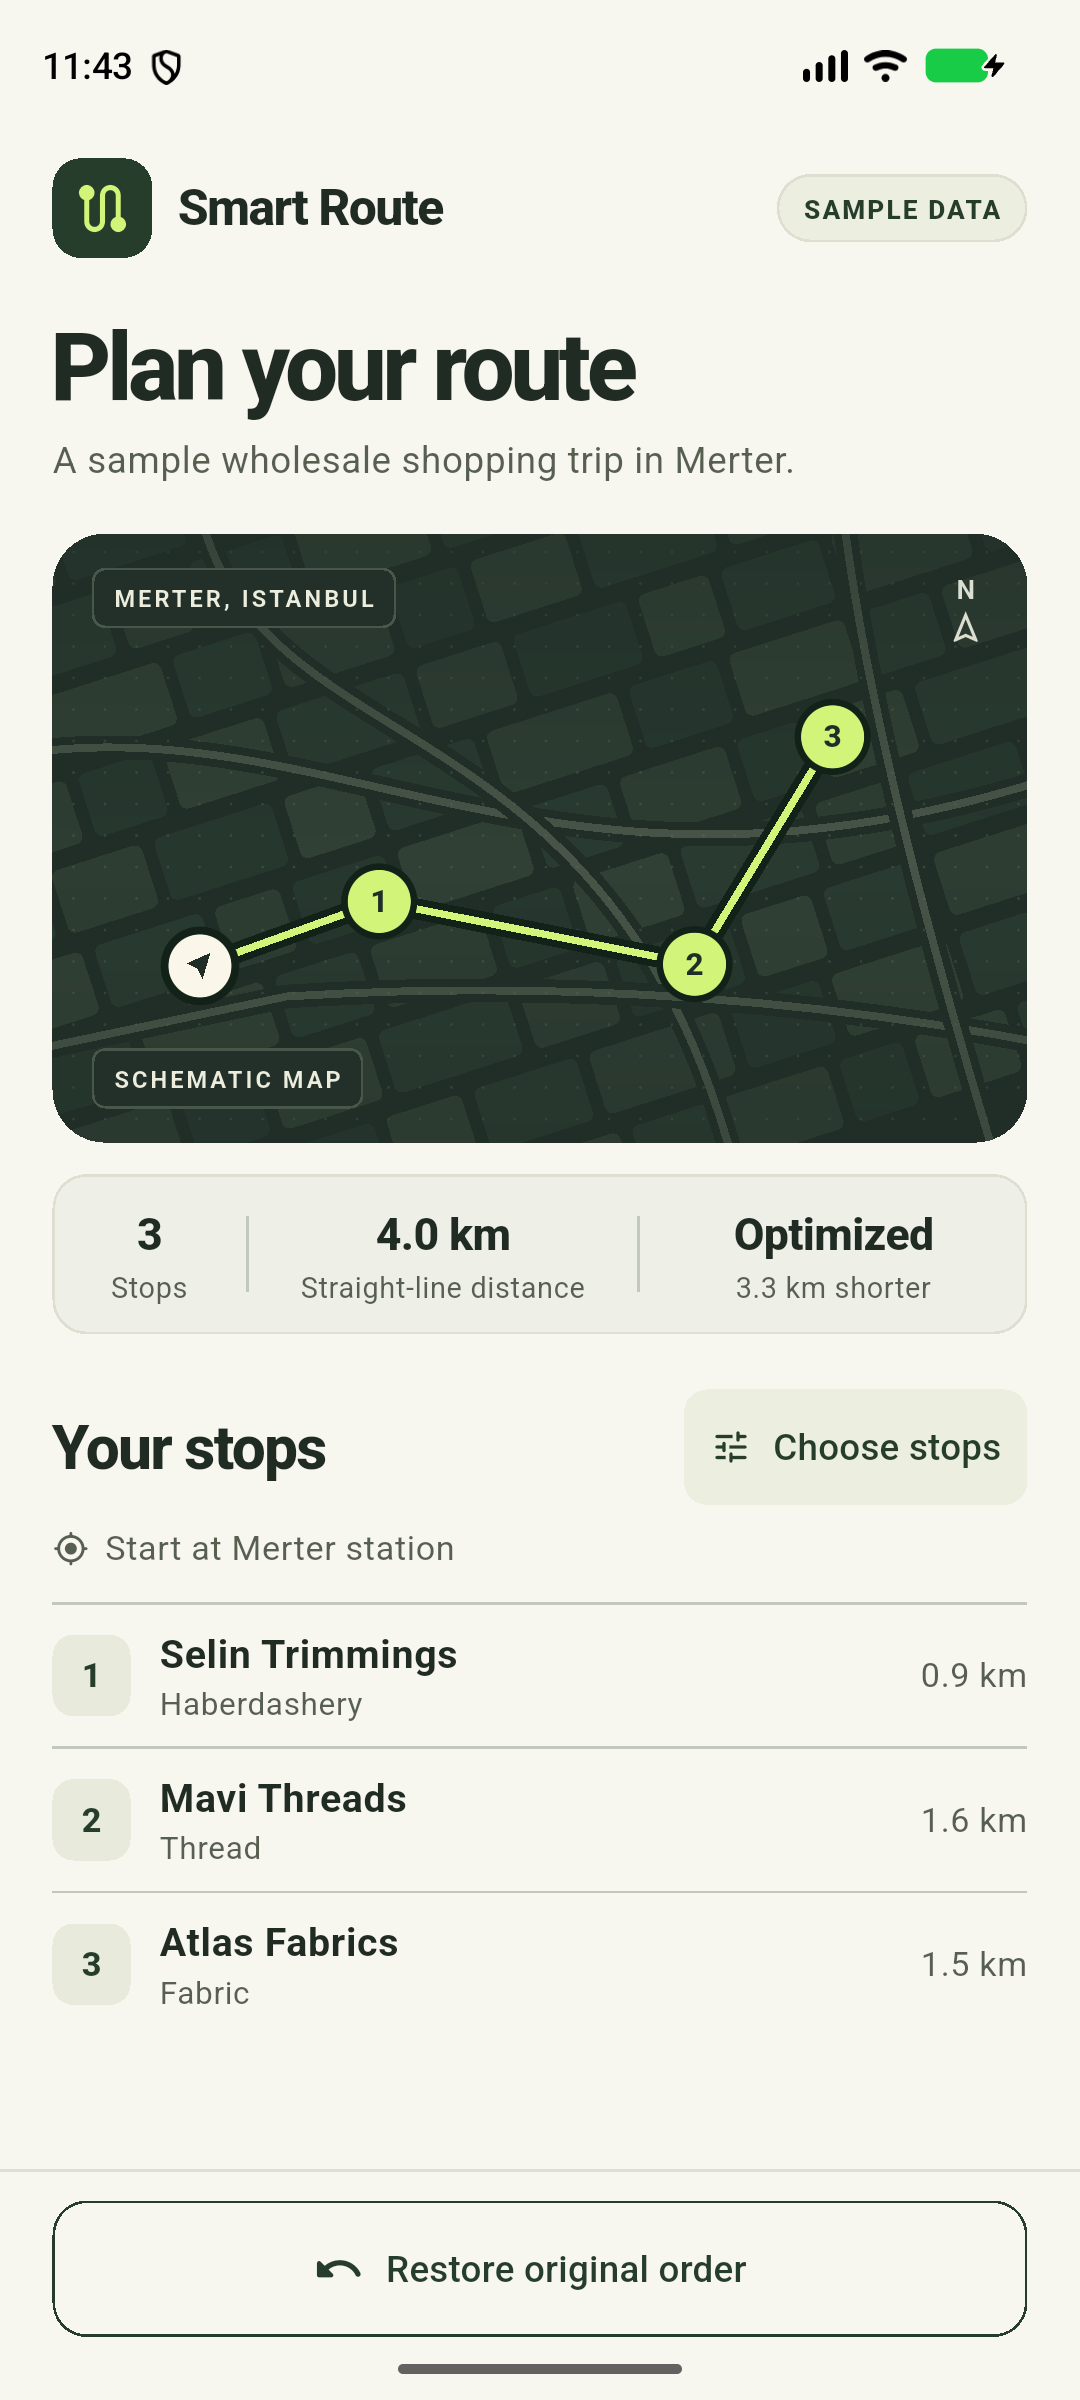 11:43
Smart Route
SAMPLE DATA
Plan your route
A sample wholesale shopping trip in Merter.
MERTER, ISTANBUL
N
3
1
2
SCHEMATIC MAP
3
Stops
4.0 km
Straight-line distance
Optimized
3.3 km shorter
Your stops
Choose stops
Start at Merter station
1
Selin Trimmings
Haberdashery
0.9 km
2
Mavi Threads
Thread
1.6 km
3
Atlas Fabrics
Fabric
1.5 km
Restore original order